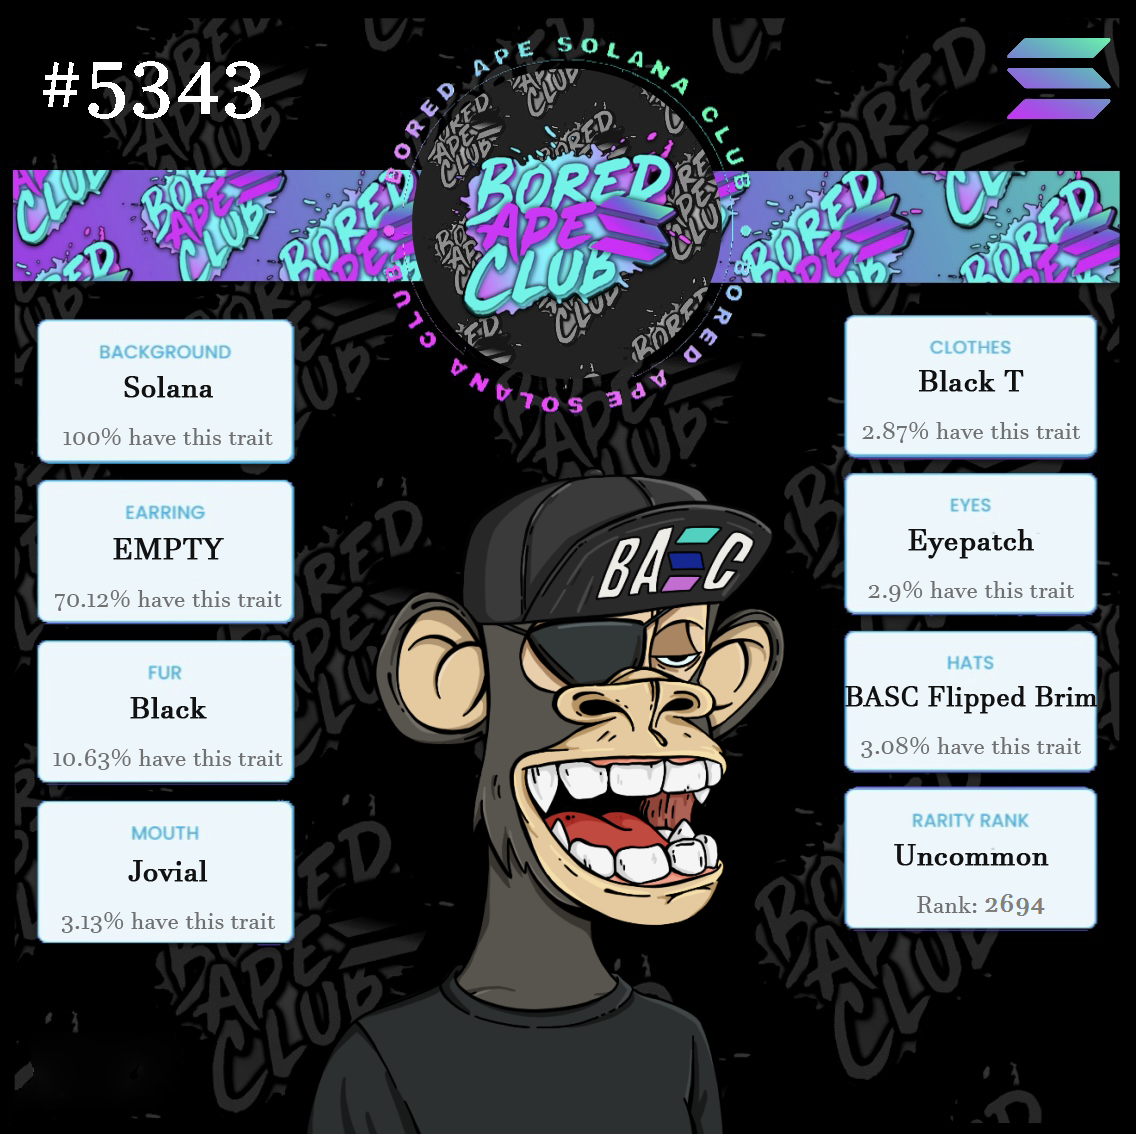 #5343
BORED APE SOLANA CLUB
BORED APE SOLANA CLUB
BORED
APE
CLUB
BACKGROUND
Solana
100% have this trait
EARRING
EMPTY
70.12% have this trait
FUR
Black
10.63% have this trait
MOUTH
Jovial
3.13% have this trait
CLOTHES
Black T
2.87% have this trait
EYES
Eyepatch
2.9% have this trait
HATS
BASC Flipped Brim
3.08% have this trait
RARITY RANK
Uncommon
Rank: 2694
BASC